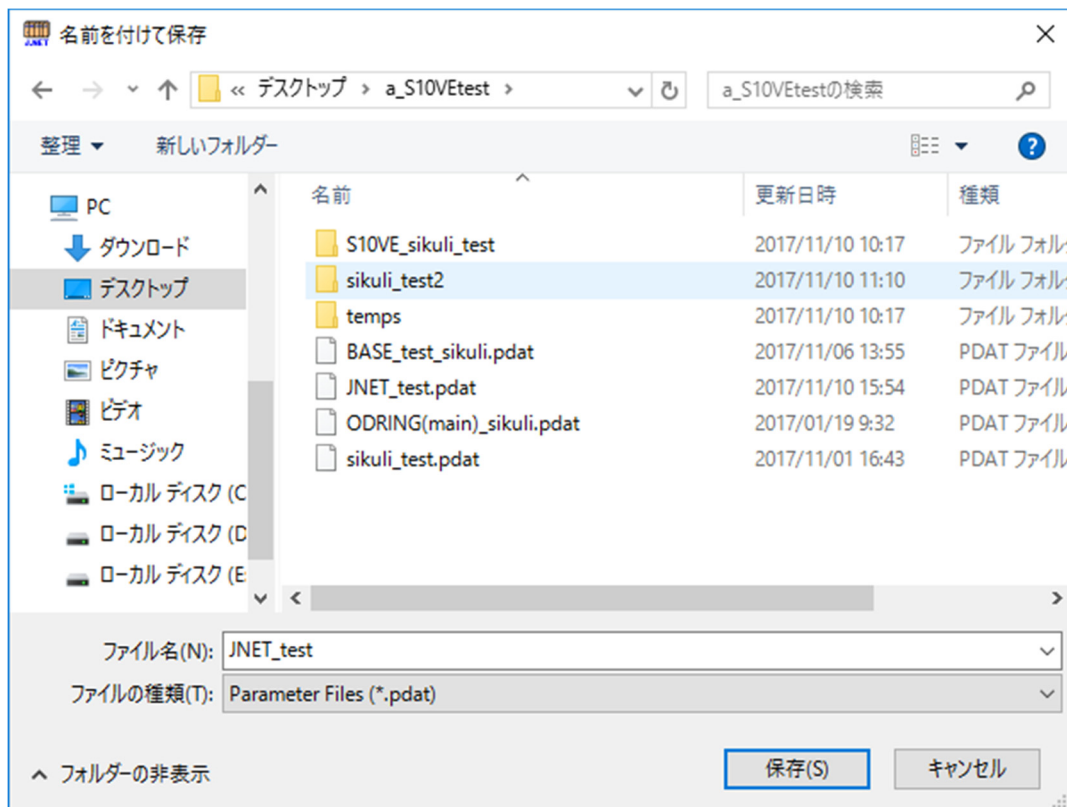 J.NET 名前を付けて保存
« デスクトップ › a_S10VEtest › a_S10VEtestの検索
整理 新しいフォルダー ?
PC
ダウンロード
デスクトップ
ドキュメント
ピクチャ
ビデオ
ミュージック
ローカル ディスク (C
ローカル ディスク (D
ローカル ディスク (E:
名前 更新日時 種類
S10VE_sikuli_test 2017/11/10 10:17 ファイル フォル
sikuli_test2 2017/11/10 11:10 ファイル フォル
temps 2017/11/10 10:17 ファイル フォル
BASE_test_sikuli.pdat 2017/11/06 13:55 PDAT ファイル
JNET_test.pdat 2017/11/10 15:54 PDAT ファイル
ODRING(main)_sikuli.pdat 2017/01/19 9:32 PDAT ファイル
sikuli_test.pdat 2017/11/01 16:43 PDAT ファイル
ファイル名(N): JNET_test
ファイルの種類(T): Parameter Files (*.pdat)
フォルダーの非表示 保存(S) キャンセル